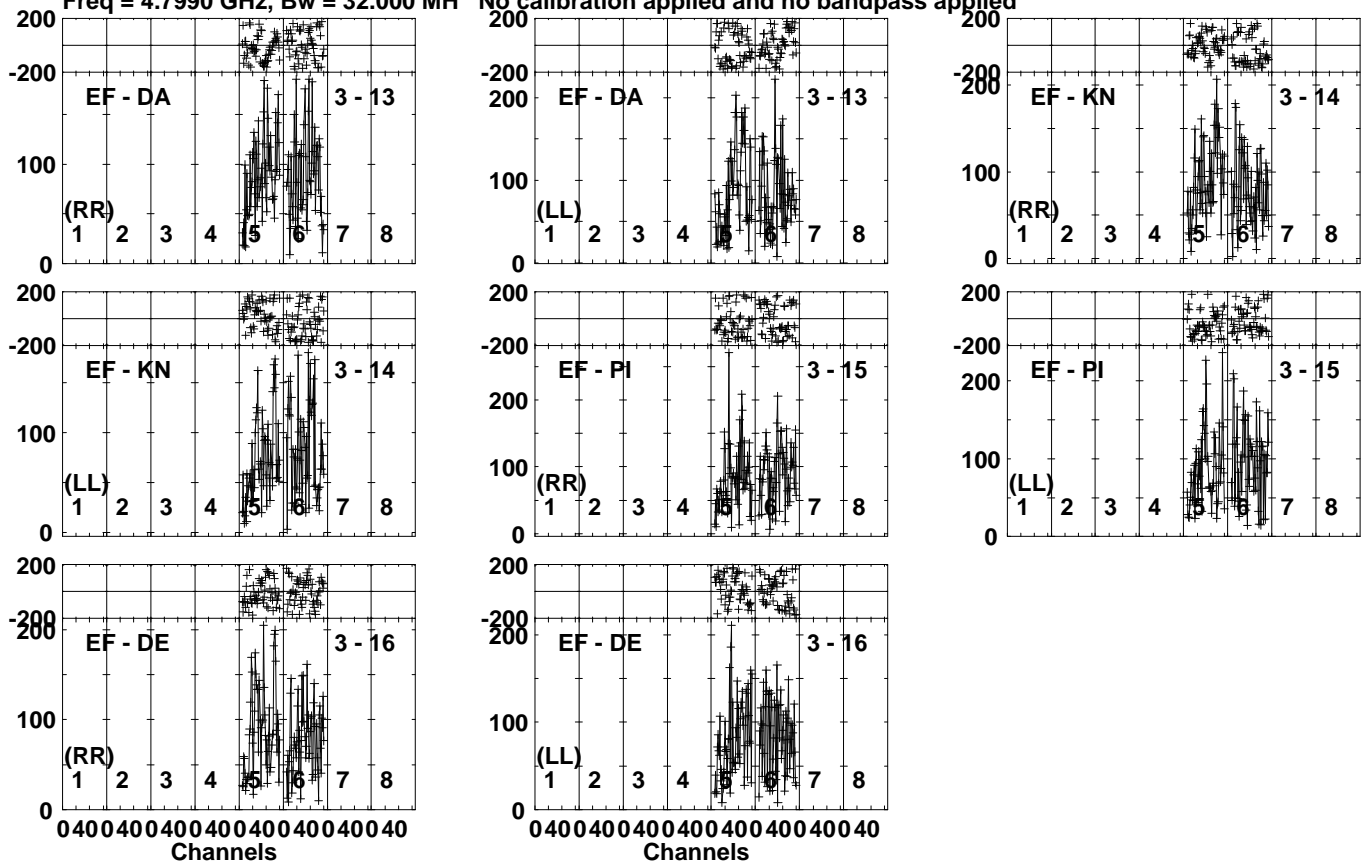 Freq = 4.7990 GHz, Bw = 32.000 MH No calibration applied and no bandpass applied
200 200 200
-200 -200 -200
EF - DA 3 - 13 EF - DA 3 - 13 EF - KN 3 - 14
200 200
100 100 100
(RR) (LL) (RR)
1 2 3 4 5 6 7 8 1 2 3 4 5 6 7 8 1 2 3 4 5 6 7 8
0 0 0
200 200 200
-200 -200 -200
EF - KN 3 - 14 EF - PI 3 - 15 EF - PI 3 - 15
200 200
100 100 100
(LL) (RR) (LL)
1 2 3 4 5 6 7 8 1 2 3 4 5 6 7 8 1 2 3 4 5 6 7 8
0 0 0
200 200
-200 -200
200 200
EF - DE 3 - 16 EF - DE 3 - 16
100 100
(RR) (LL)
1 2 3 4 5 6 7 8 1 2 3 4 5 6 7 8
0 0
0 40 0 40 0 40 0 40 0 40 0 40 0 40 0 40 0 40 0 40 0 40 0 40 0 40 0 40 0 40 0 40
Channels Channels